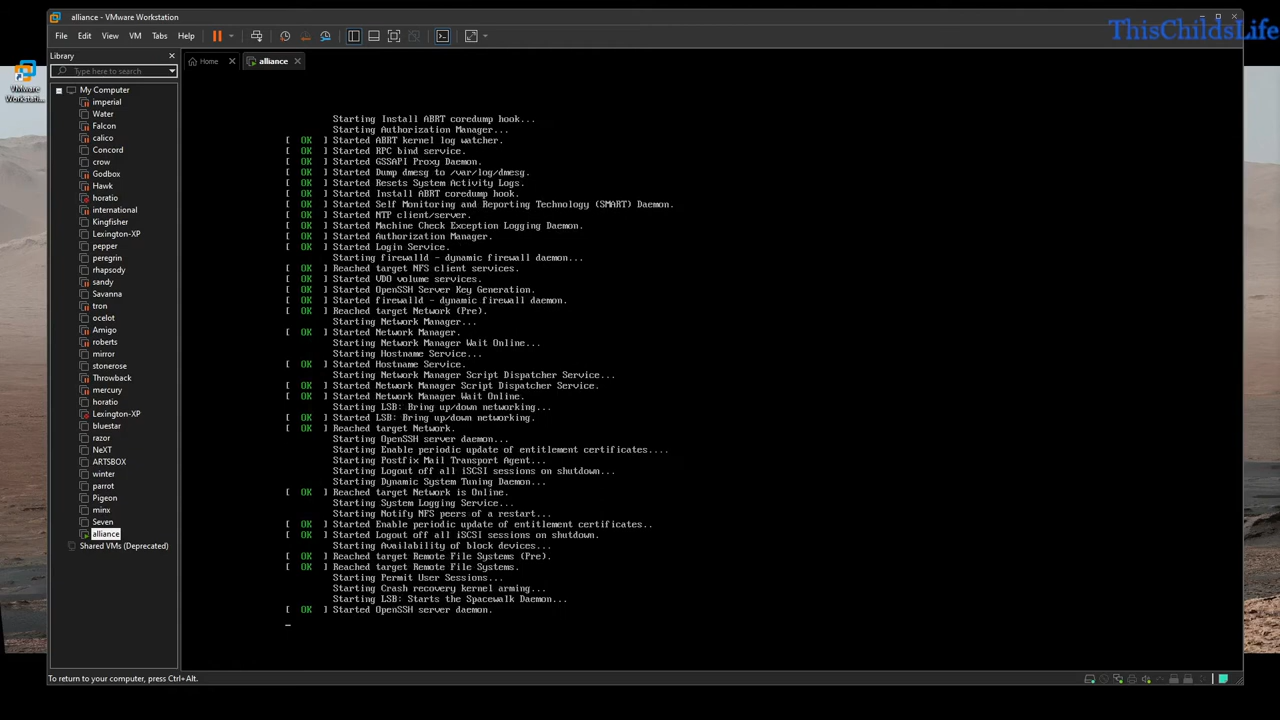 alliance - VMware Workstation
ThisChildsLife
File Edit View VM Tabs Help
Library
Home
alliance
Type here to search
My Computer
imperial
Water
Falcon
calico
Concord
crow
Godbox
Hawk
horatio
international
Kingfisher
Lexington-XP
pepper
peregrin
rhapsody
sandy
Savanna
tron
ocelot
Amigo
roberts
mirror
stonerose
Throwback
mercury
horatio
Lexington-XP
bluestar
razor
NeXT
ARTSBOX
winter
parrot
Pigeon
minx
Seven
alliance
Shared VMs (Deprecated)
VMware
Workstati...
Starting Install ABRT coredump hook...
Starting Authorization Manager...
[ OK ] Started ABRT kernel log watcher.
[ OK ] Started RPC bind service.
[ OK ] Started GSSAPI Proxy Daemon.
[ OK ] Started Dump dmesg to /var/log/dmesg.
[ OK ] Started Resets System Activity Logs.
[ OK ] Started Install ABRT coredump hook.
[ OK ] Started Self Monitoring and Reporting Technology (SMART) Daemon.
[ OK ] Started NTP client/server.
[ OK ] Started Machine Check Exception Logging Daemon.
[ OK ] Started Authorization Manager.
[ OK ] Started Login Service.
Starting firewalld - dynamic firewall daemon...
[ OK ] Reached target NFS client services.
[ OK ] Started VDO volume services.
[ OK ] Started OpenSSH Server Key Generation.
[ OK ] Started firewalld - dynamic firewall daemon.
[ OK ] Reached target Network (Pre).
Starting Network Manager...
[ OK ] Started Network Manager.
Starting Network Manager Wait Online...
Starting Hostname Service...
[ OK ] Started Hostname Service.
Starting Network Manager Script Dispatcher Service...
[ OK ] Started Network Manager Script Dispatcher Service.
[ OK ] Started Network Manager Wait Online.
Starting LSB: Bring up/down networking...
[ OK ] Started LSB: Bring up/down networking.
[ OK ] Reached target Network.
Starting OpenSSH server daemon...
Starting Enable periodic update of entitlement certificates....
Starting Postfix Mail Transport Agent...
Starting Logout off all iSCSI sessions on shutdown...
Starting Dynamic System Tuning Daemon...
[ OK ] Reached target Network is Online.
Starting System Logging Service...
Starting Notify NFS peers of a restart...
[ OK ] Started Enable periodic update of entitlement certificates..
[ OK ] Started Logout off all iSCSI sessions on shutdown.
Starting Availability of block devices...
[ OK ] Reached target Remote File Systems (Pre).
[ OK ] Reached target Remote File Systems.
Starting Permit User Sessions...
Starting Crash recovery kernel arming...
Starting LSB: Starts the Spacewalk Daemon...
[ OK ] Started OpenSSH server daemon.
To return to your computer, press Ctrl+Alt.